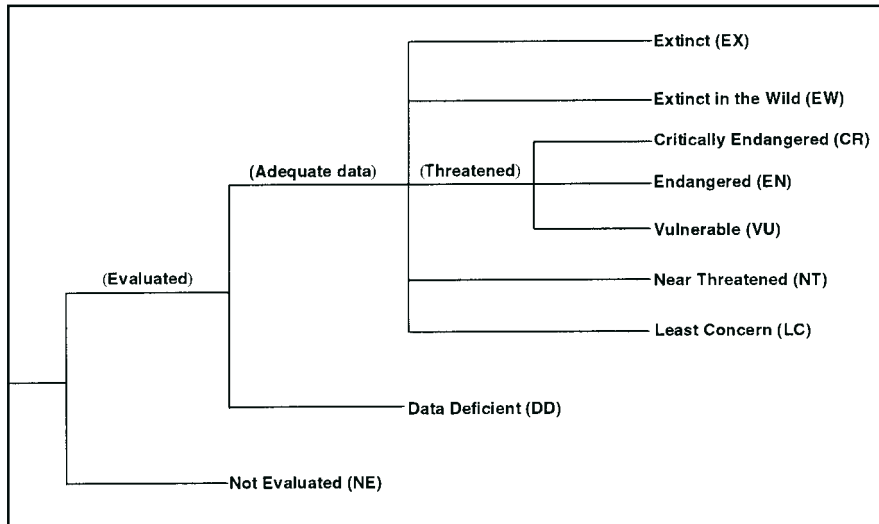 Extinct (EX)
Extinct in the Wild (EW)
Critically Endangered (CR)
(Adequate data)
(Threatened)
Endangered (EN)
Vulnerable (VU)
(Evaluated)
Near Threatened (NT)
Least Concern (LC)
Data Deficient (DD)
Not Evaluated (NE)